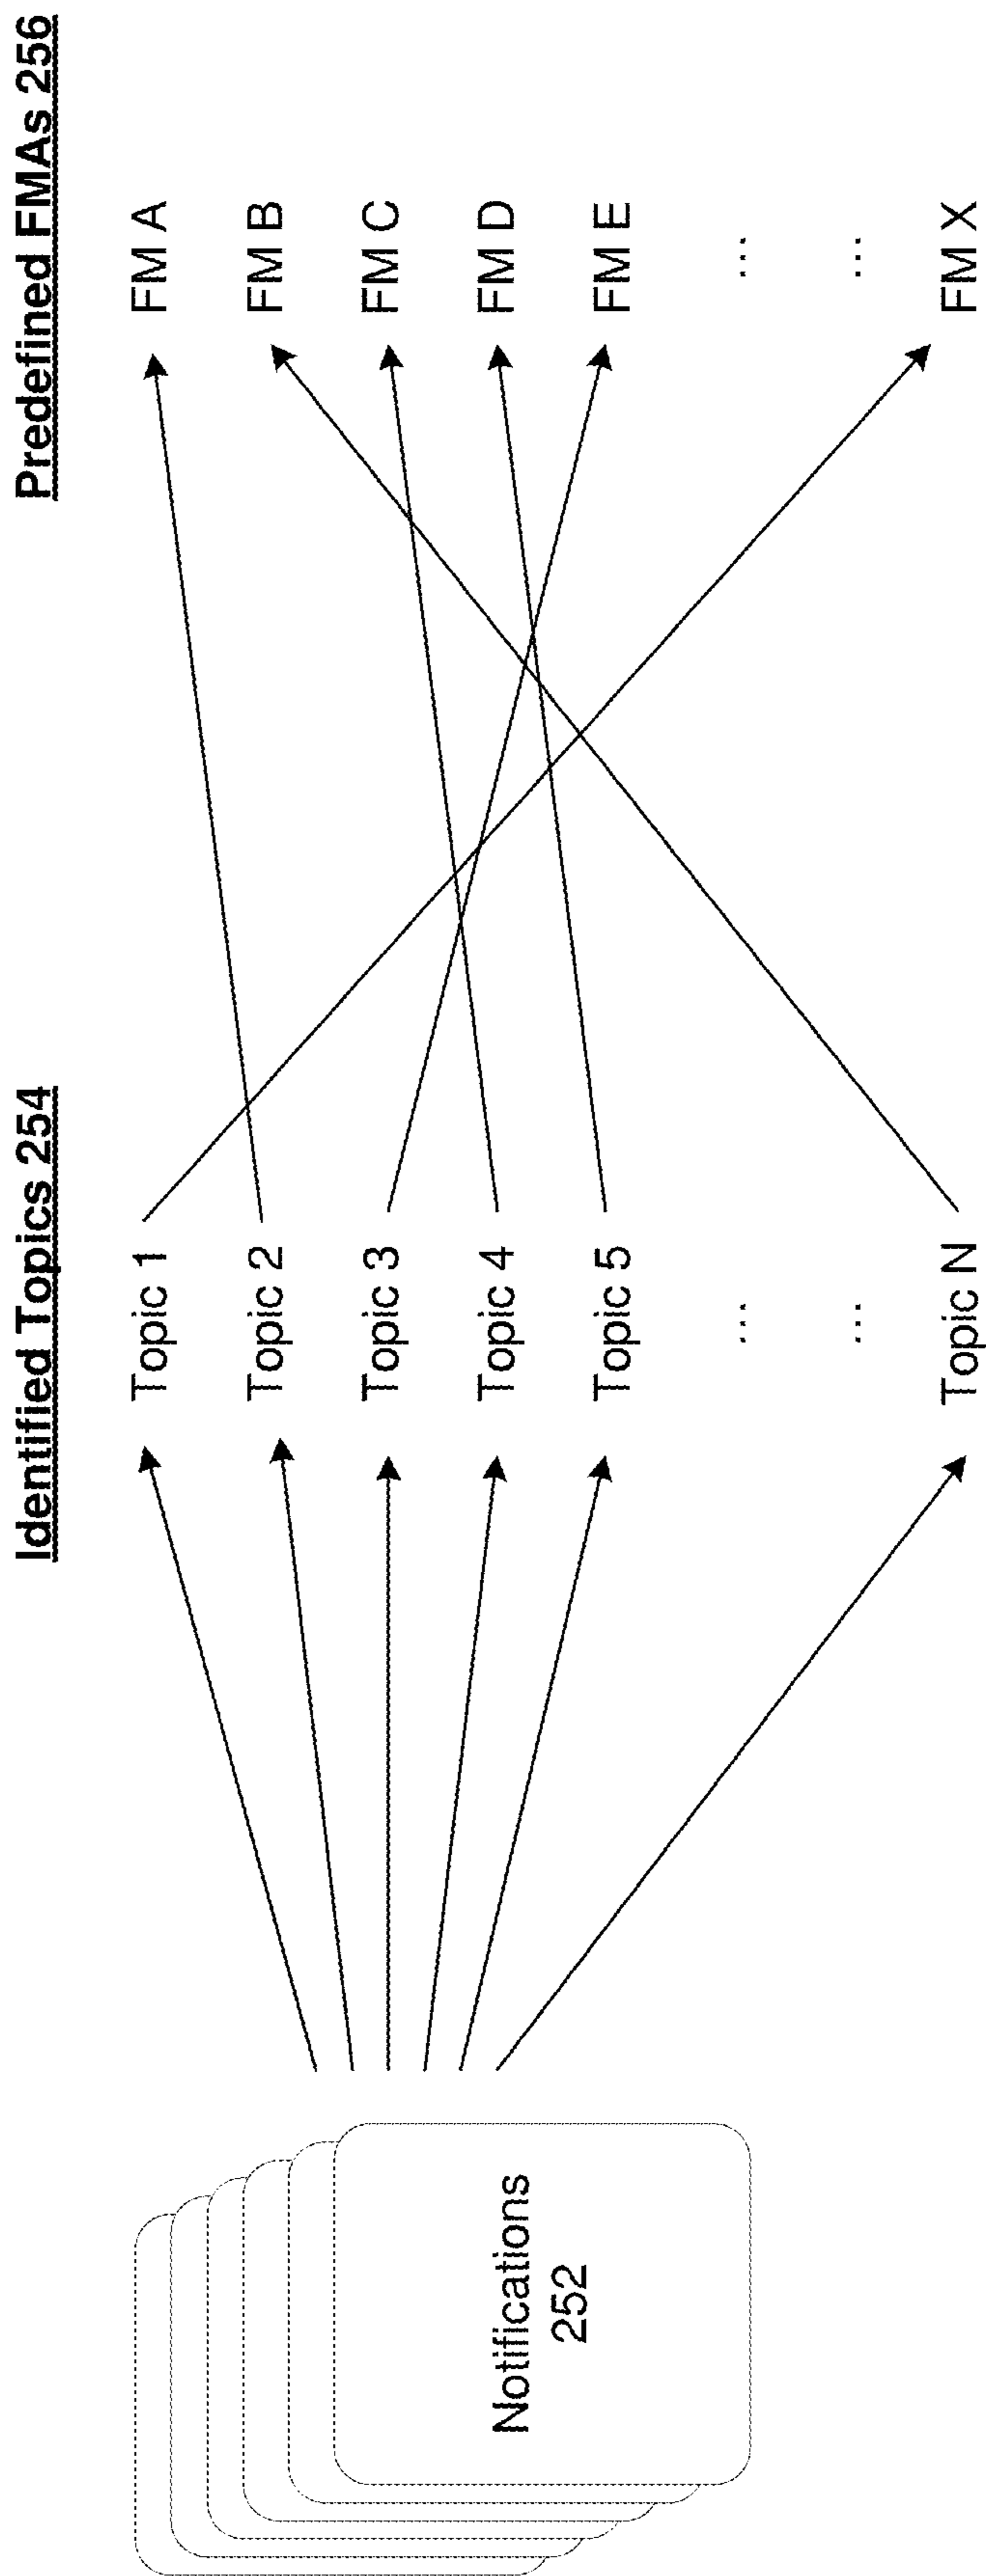 Identified Topics 254
Predefined FMAs 256
Notifications
252
Topic 1
Topic 2
Topic 3
Topic 4
Topic 5
...
...
Topic N
FM A
FM B
FM C
FM D
FM E
...
...
FM X